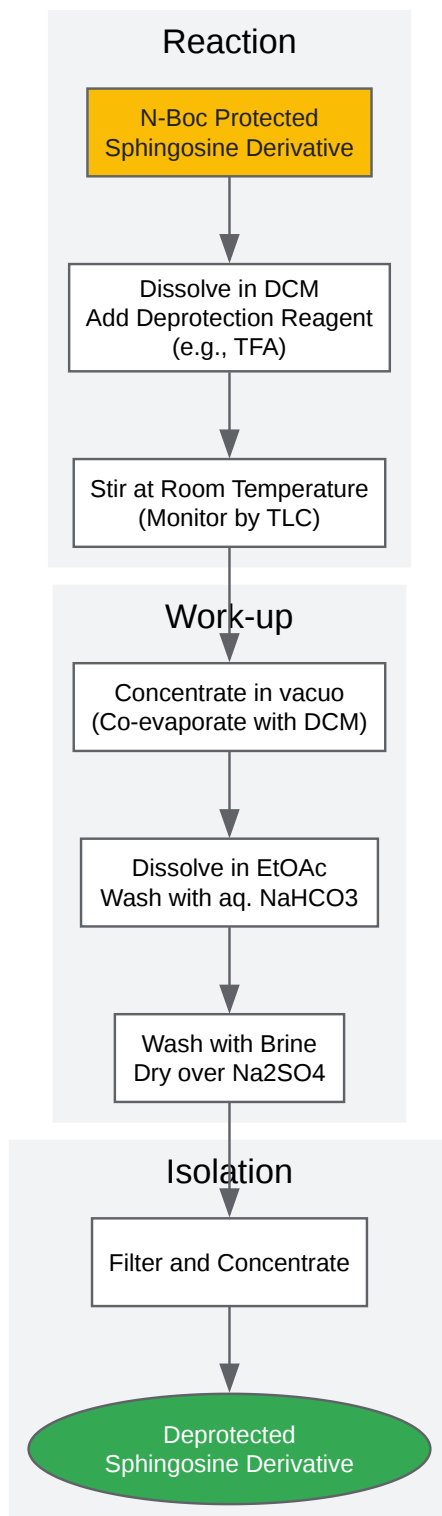 Reaction
N-Boc Protected
Sphingosine Derivative
Dissolve in DCM
Add Deprotection Reagent
(e.g., TFA)
Stir at Room Temperature
(Monitor by TLC)
Work-up
Concentrate in vacuo
(Co-evaporate with DCM)
Dissolve in EtOAc
Wash with aq. NaHCO3
Wash with Brine
Dry over Na2SO4
Isolation
Filter and Concentrate
Deprotected
Sphingosine Derivative